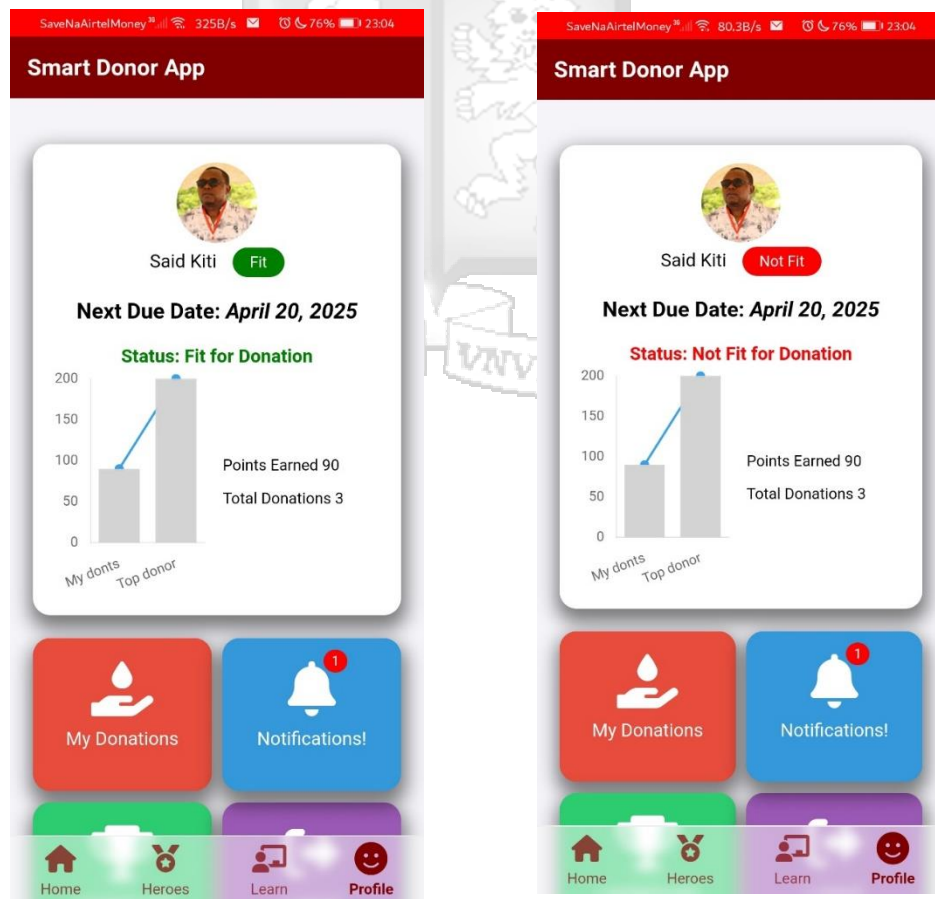 SaveNaAirtelMoney 325B/s 76% 23:04
Smart Donor App
Said Kiti Fit
Next Due Date: April 20, 2025
Status: Fit for Donation
200
150
100
50
0
My donts
Top donor
Points Earned 90
Total Donations 3
My Donations
1
Notifications!
Home Heroes Learn Profile
SaveNaAirtelMoney 80.3B/s 76% 23:04
Smart Donor App
Said Kiti Not Fit
Next Due Date: April 20, 2025
Status: Not Fit for Donation
200
150
100
50
0
My donts
Top donor
Points Earned 90
Total Donations 3
My Donations
1
Notifications!
Home Heroes Learn Profile